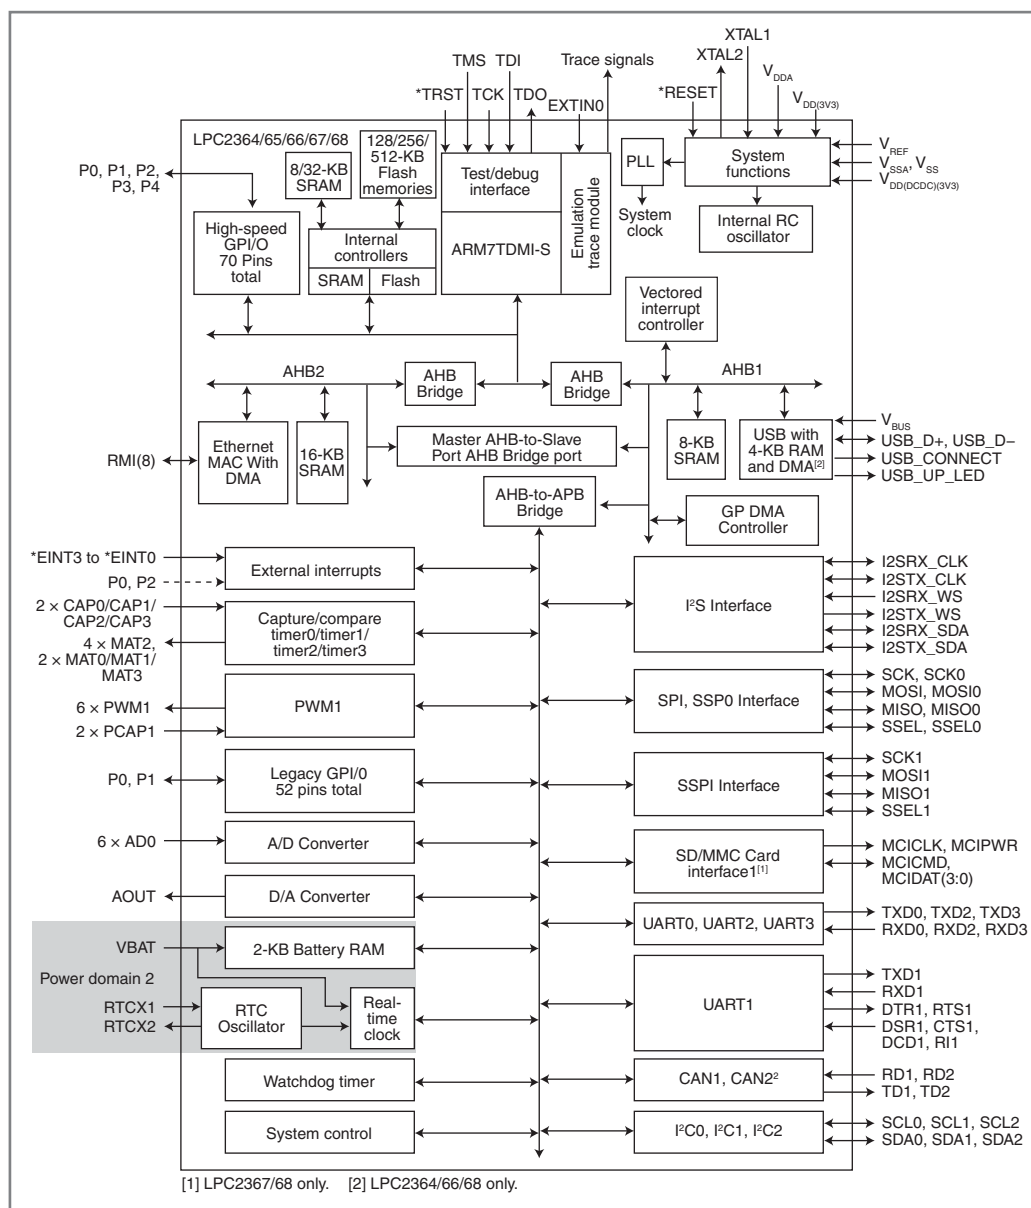 XTAL1
XTAL2
TMS
TDI
Trace signals
V_DDA
*TRST
TCK
TDO
EXTIN0
*RESET
V_DD(3V3)
LPC2364/65/66/67/68
P0, P1, P2,
P3, P4
8/32-KB
SRAM
128/256/
512-KB
Flash
memories
Test/debug
interface
Emulation
trace module
PLL
System
functions
V_REF
V_SSA, V_SS
V_DD(DCDC)(3V3)
System
clock
Internal RC
oscillator
High-speed
GPI/O
70 Pins
total
Internal
controllers
SRAM
Flash
ARM7TDMI-S
Vectored
interrupt
controller
AHB2
AHB
Bridge
AHB
Bridge
AHB1
RMI(8)
Ethernet
MAC With
DMA
16-KB
SRAM
Master AHB-to-Slave
Port AHB Bridge port
8-KB
SRAM
USB with
4-KB RAM
and DMA[2]
V_BUS
USB_D+, USB_D–
USB_CONNECT
USB_UP_LED
AHB-to-APB
Bridge
GP DMA
Controller
*EINT3 to *EINT0
P0, P2
External interrupts
2 × CAP0/CAP1/
CAP2/CAP3
4 × MAT2,
2 × MAT0/MAT1/
MAT3
Capture/compare
timer0/timer1/
timer2/timer3
6 × PWM1
2 × PCAP1
PWM1
P0, P1
Legacy GPI/0
52 pins total
6 × AD0
A/D Converter
AOUT
D/A Converter
VBAT
2-KB Battery RAM
Power domain 2
RTCX1
RTCX2
RTC
Oscillator
Real-
time
clock
Watchdog timer
System control
I²S Interface
I2SRX_CLK
I2STX_CLK
I2SRX_WS
I2STX_WS
I2SRX_SDA
I2STX_SDA
SPI, SSP0 Interface
SCK, SCK0
MOSI, MOSI0
MISO, MISO0
SSEL, SSEL0
SSPI Interface
SCK1
MOSI1
MISO1
SSEL1
SD/MMC Card
interface1[1]
MCICLK, MCIPWR
MCICMD,
MCIDAT(3:0)
UART0, UART2, UART3
TXD0, TXD2, TXD3
RXD0, RXD2, RXD3
UART1
TXD1
RXD1
DTR1, RTS1
DSR1, CTS1,
DCD1, RI1
CAN1, CAN2²
RD1, RD2
TD1, TD2
I²C0, I²C1, I²C2
SCL0, SCL1, SCL2
SDA0, SDA1, SDA2
[1] LPC2367/68 only. [2] LPC2364/66/68 only.